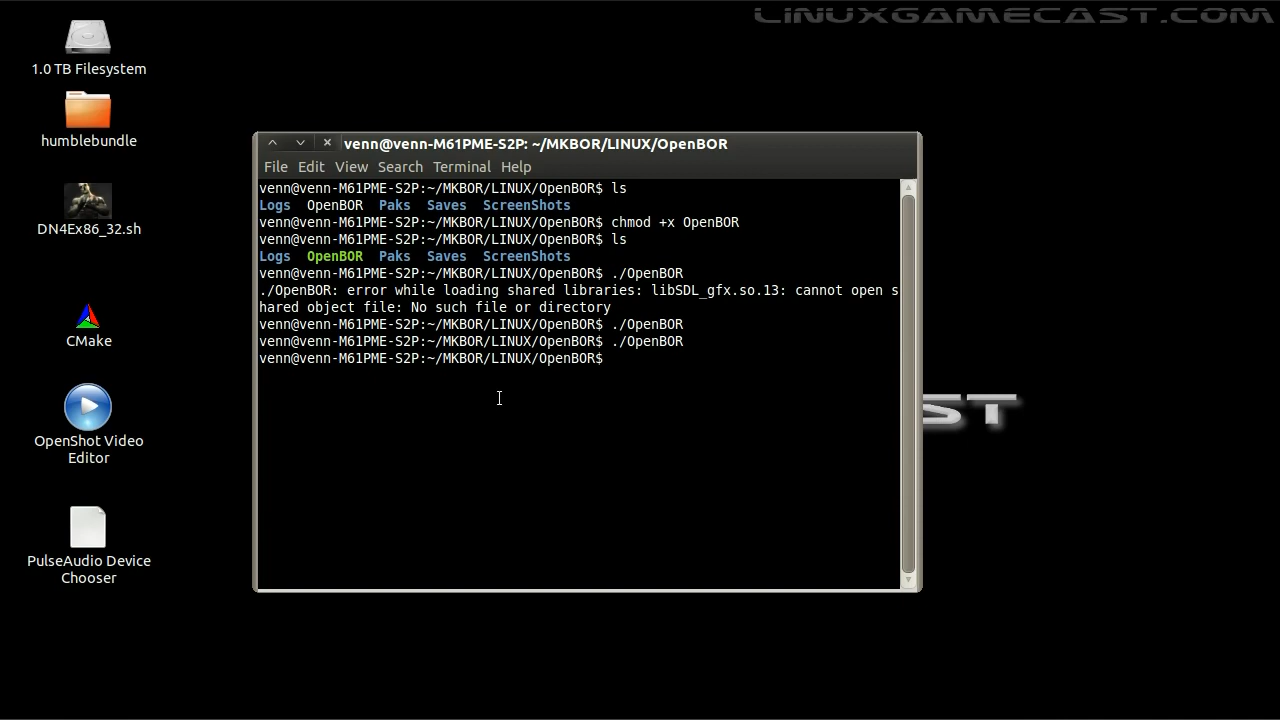 LINUXGAMECAST.COM
1.0 TB Filesystem
humblebundle
DN4Ex86_32.sh
CMake
OpenShot Video
Editor
PulseAudio Device
Chooser
venn@venn-M61PME-S2P: ~/MKBOR/LINUX/OpenBOR
File Edit View Search Terminal Help
venn@venn-M61PME-S2P:~/MKBOR/LINUX/OpenBOR$ ls
Logs OpenBOR Paks Saves ScreenShots
venn@venn-M61PME-S2P:~/MKBOR/LINUX/OpenBOR$ chmod +x OpenBOR
venn@venn-M61PME-S2P:~/MKBOR/LINUX/OpenBOR$ ls
Logs OpenBOR Paks Saves ScreenShots
venn@venn-M61PME-S2P:~/MKBOR/LINUX/OpenBOR$ ./OpenBOR
./OpenBOR: error while loading shared libraries: libSDL_gfx.so.13: cannot open s
hared object file: No such file or directory
venn@venn-M61PME-S2P:~/MKBOR/LINUX/OpenBOR$ ./OpenBOR
venn@venn-M61PME-S2P:~/MKBOR/LINUX/OpenBOR$ ./OpenBOR
venn@venn-M61PME-S2P:~/MKBOR/LINUX/OpenBOR$
ST